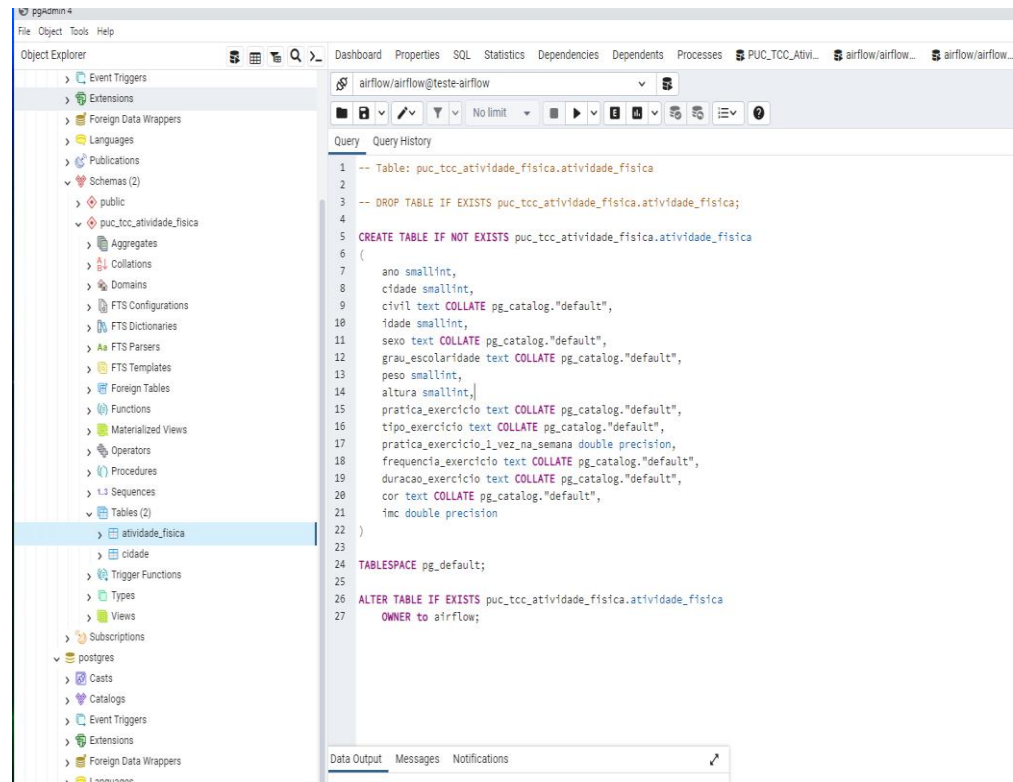 pgAdmin 4
File Object Tools Help
Object Explorer
Event Triggers
Extensions
Foreign Data Wrappers
Languages
Publications
Schemas (2)
public
puc_tcc_atividade_fisica
Aggregates
Collations
Domains
FTS Configurations
FTS Dictionaries
Aa FTS Parsers
FTS Templates
Foreign Tables
Functions
Materialized Views
Operators
Procedures
1..3 Sequences
Tables (2)
atividade_fisica
cidade
Trigger Functions
Types
Views
Subscriptions
postgres
Casts
Catalogs
Event Triggers
Extensions
Foreign Data Wrappers
Languages
Dashboard Properties SQL Statistics Dependencies Dependents Processes PUC_TCC_Ativi... airflow/airflow... airflow/airflow...
airflow/airflow@teste-airflow
No limit
Query Query History
1 -- Table: puc_tcc_atividade_fisica.atividade_fisica
2
3 -- DROP TABLE IF EXISTS puc_tcc_atividade_fisica.atividade_fisica;
4
5 CREATE TABLE IF NOT EXISTS puc_tcc_atividade_fisica.atividade_fisica
6 (
7 ano smallint,
8 cidade smallint,
9 civil text COLLATE pg_catalog."default",
10 idade smallint,
11 sexo text COLLATE pg_catalog."default",
12 grau_escolaridade text COLLATE pg_catalog."default",
13 peso smallint,
14 altura smallint,
15 pratica_exercicio text COLLATE pg_catalog."default",
16 tipo_exercicio text COLLATE pg_catalog."default",
17 pratica_exercicio_1_vez_na_semana double precision,
18 frequencia_exercicio text COLLATE pg_catalog."default",
19 duracao_exercicio text COLLATE pg_catalog."default",
20 cor text COLLATE pg_catalog."default",
21 imc double precision
22 )
23
24 TABLESPACE pg_default;
25
26 ALTER TABLE IF EXISTS puc_tcc_atividade_fisica.atividade_fisica
27 OWNER to airflow;
Data Output Messages Notifications